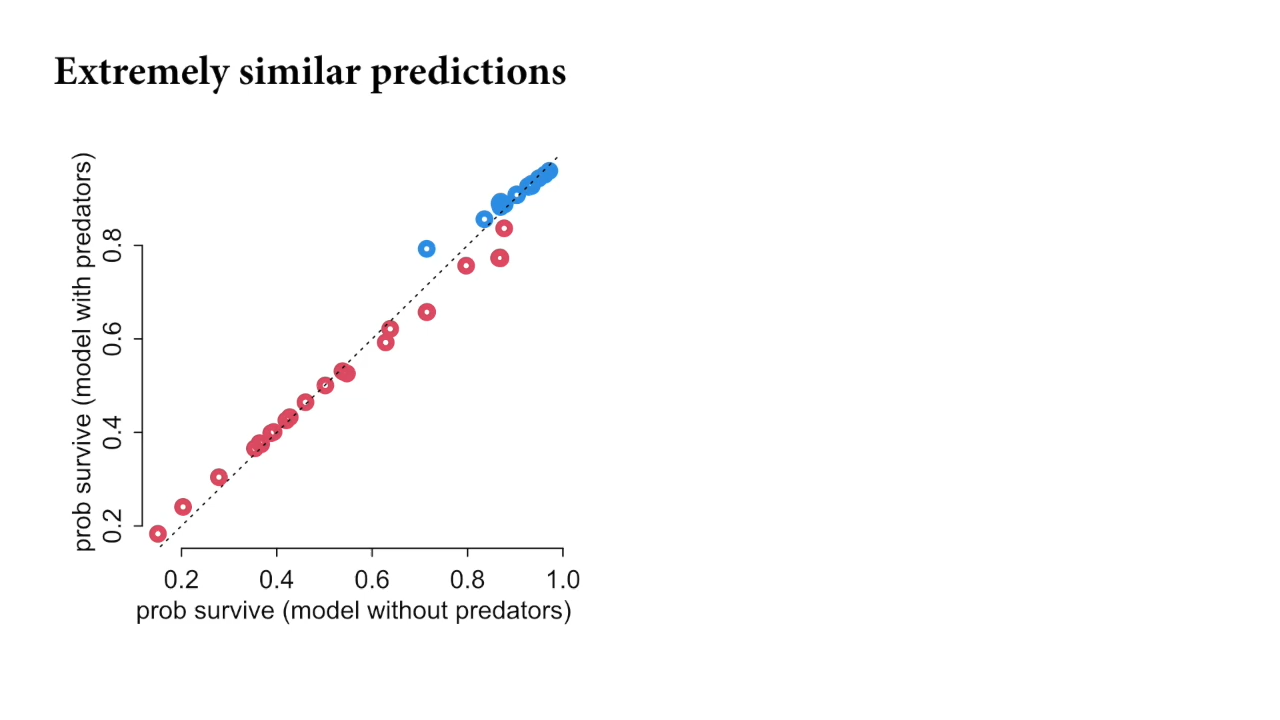 Extremely similar predictions
prob survive (model with predators)
0.8
0.6
0.4
0.2
0.2 0.4 0.6 0.8 1.0
prob survive (model without predators)